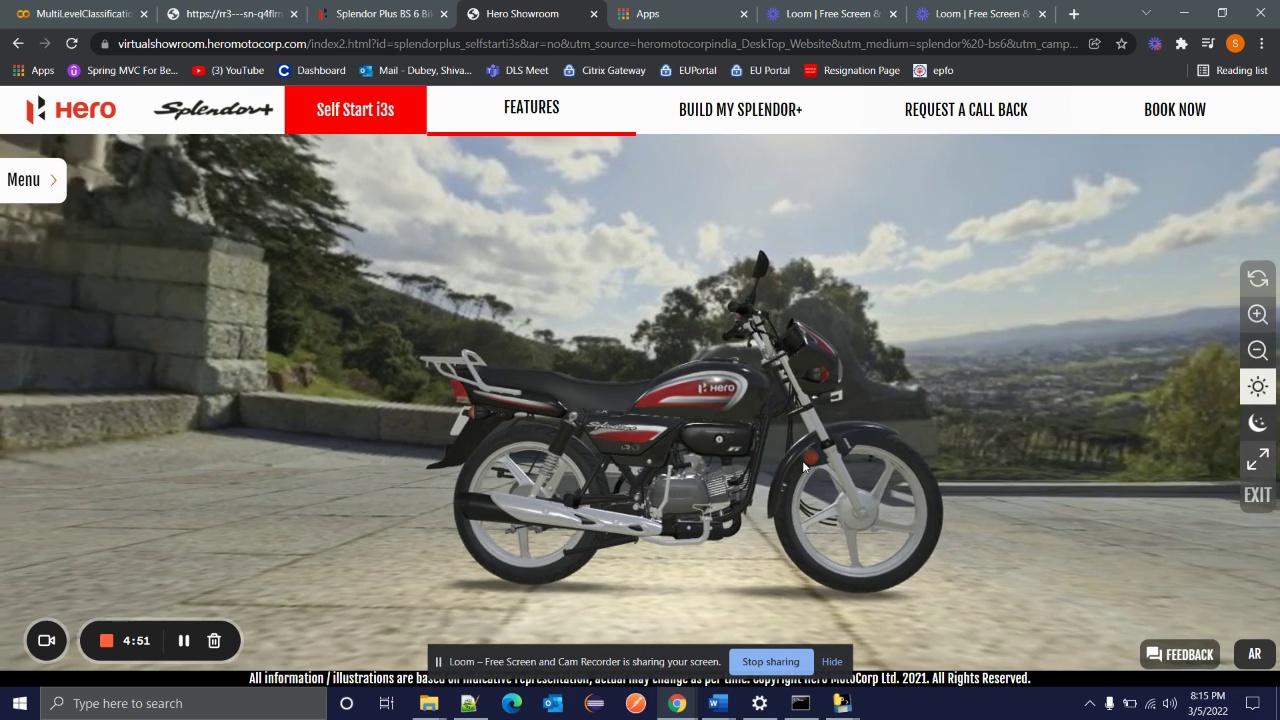 MultiLevelClassificatio
https://rr3---sn-q4flrn
Splendor Plus BS 6 Bi
Hero Showroom
Apps
Loom | Free Screen &
Loom | Free Screen &
virtualshowroom.heromotocorp.com/index2.html?id=splendorplus_selfstarti3s&at=no&utm_source=heromotocorpindia_DeskTop_Website&utm_medium=splendor%20-bs6&utm_camp...
S
Apps
Spring MVC For Be...
(3) YouTube
Dashboard
Mail - Dubey, Shiva...
DLS Meet
Citrix Gateway
EUPortal
EU Portal
Resignation Page
epfo
Reading list
Hero
Splendor+
Self Start i3s
FEATURES
BUILD MY SPLENDOR+
REQUEST A CALL BACK
BOOK NOW
Menu
Hero
Splendor+
EXIT
4:51
Loom – Free Screen and Cam Recorder is sharing your screen.
Stop sharing
Hide
FEEDBACK
AR
All information / illustrations are based on indicative representation, actual may change as per time. Copyright Hero MotoCorp Ltd. 2021. All Rights Reserved.
Type here to search
8:15 PM
3/5/2022